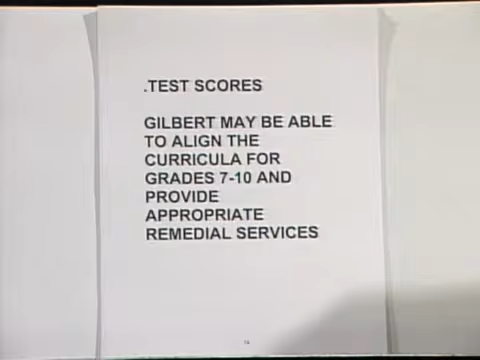 .TEST SCORES
GILBERT MAY BE ABLE
TO ALIGN THE
CURRICULA FOR
GRADES 7-10 AND
PROVIDE
APPROPRIATE
REMEDIAL SERVICES